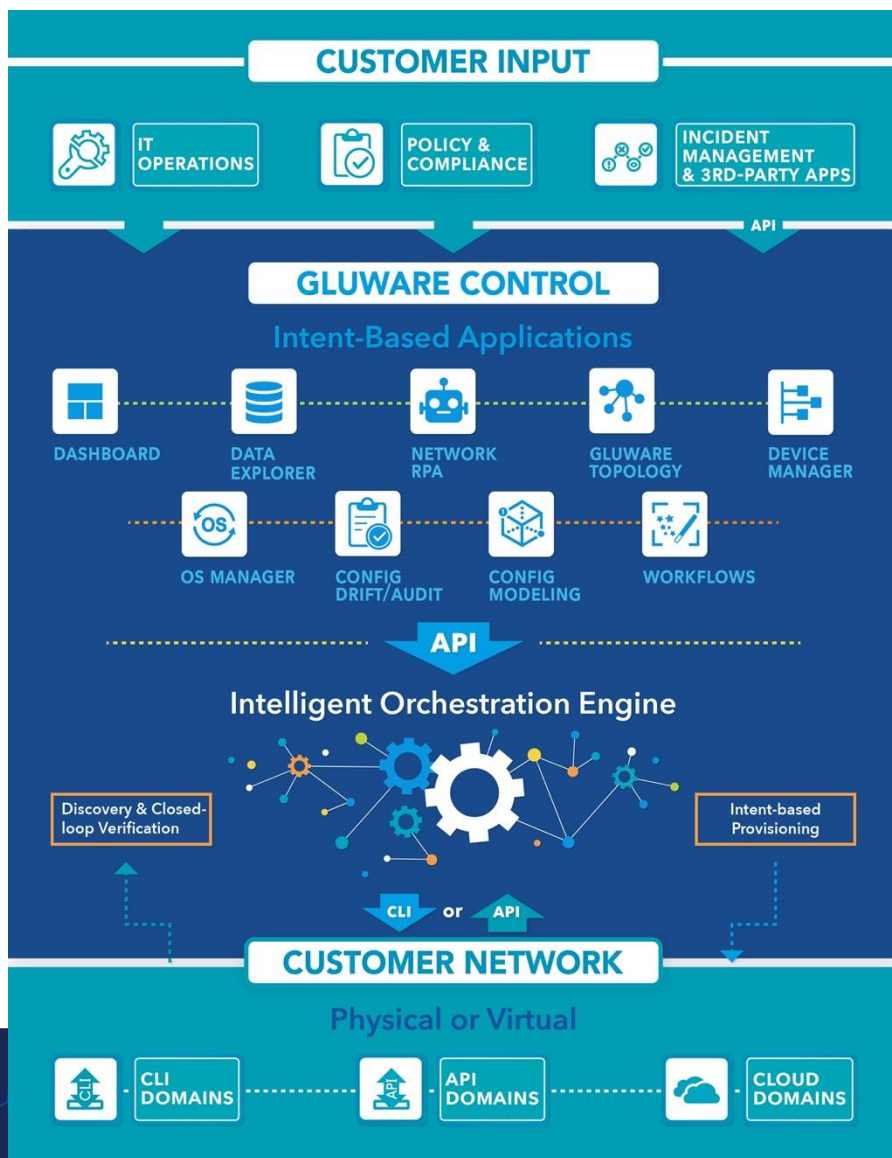 CUSTOMER INPUT
IT
OPERATIONS
POLICY &
COMPLIANCE
INCIDENT
MANAGEMENT
& 3RD-PARTY APPS
API
GLUWARE CONTROL
Intent-Based Applications
DASHBOARD
DATA
EXPLORER
NETWORK
RPA
GLUWARE
TOPOLOGY
DEVICE
MANAGER
OS
OS MANAGER
CONFIG
DRIFT/AUDIT
CONFIG
MODELING
WORKFLOWS
API
Intelligent Orchestration Engine
Discovery & Closed-
loop Verification
Intent-based
Provisioning
CLI or API
CUSTOMER NETWORK
Physical or Virtual
CLI
CLI
DOMAINS
API
API
DOMAINS
CLOUD
DOMAINS